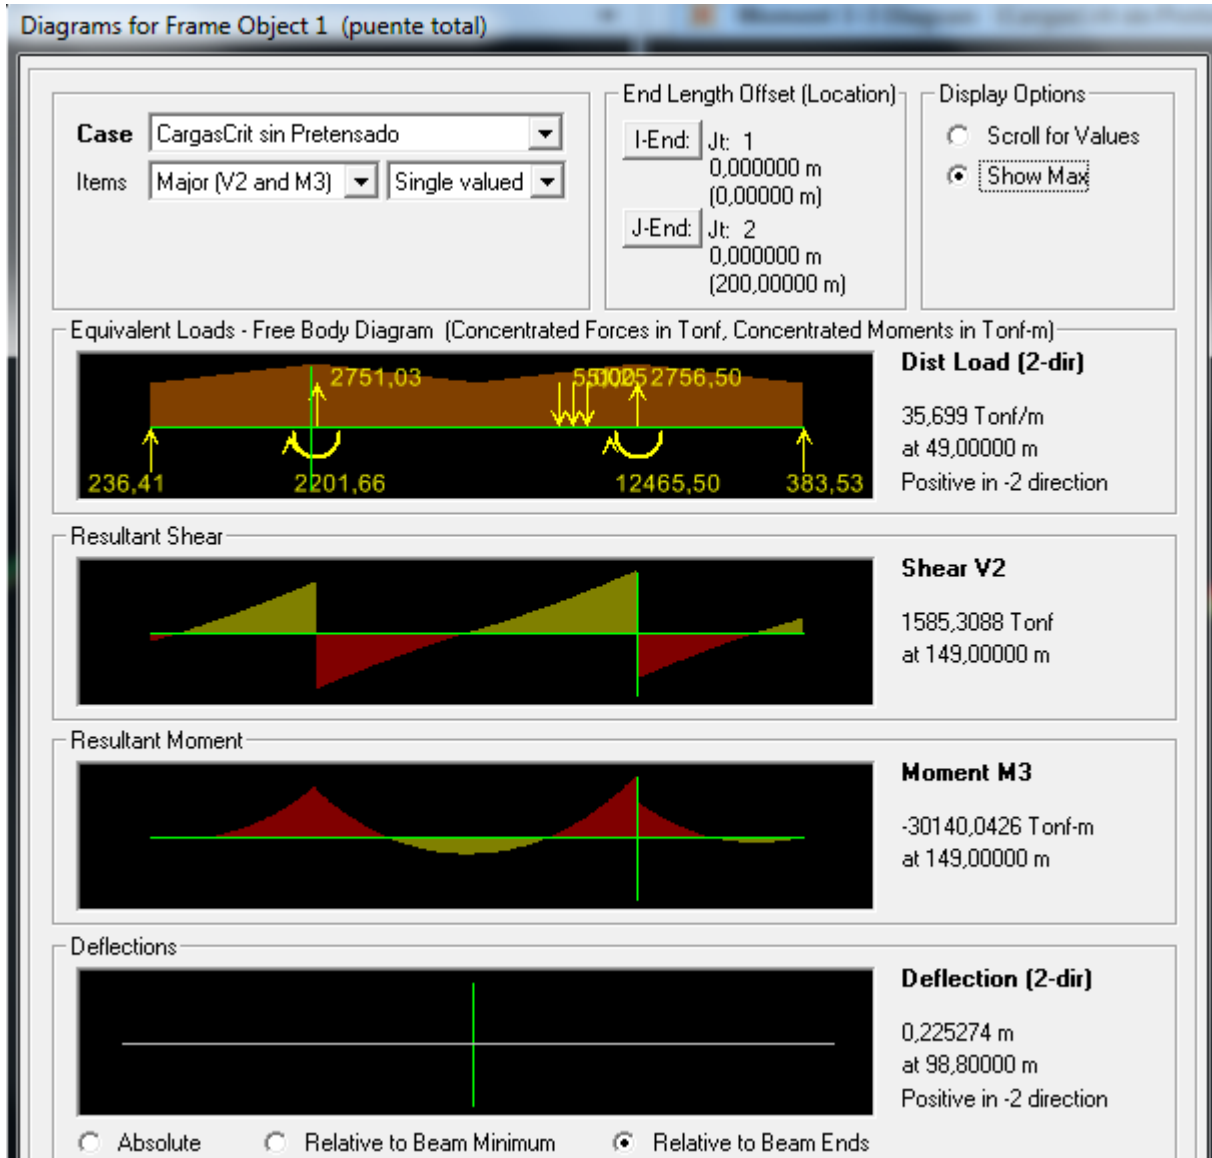 Diagrams for Frame Object 1 (puente total)
End Length Offset (Location)
Display Options
Case CargasCrit sin Pretensado
Items Major (V2 and M3) Single valued
I-End: Jt: 1
0,000000 m
(0,00000 m)
J-End: Jt: 2
0,000000 m
(200,00000 m)
Scroll for Values
Show Max
Equivalent Loads - Free Body Diagram (Concentrated Forces in Tonf, Concentrated Moments in Tonf-m)
2751,03 2756,50
236,41 2201,66 12465,50 383,53
Dist Load (2-dir)
35,699 Tonf/m
at 49,00000 m
Positive in -2 direction
Resultant Shear
Shear V2
1585,3088 Tonf
at 149,00000 m
Resultant Moment
Moment M3
-30140,0426 Tonf-m
at 149,00000 m
Deflections
Deflection (2-dir)
0,225274 m
at 98,80000 m
Positive in -2 direction
Absolute Relative to Beam Minimum Relative to Beam Ends